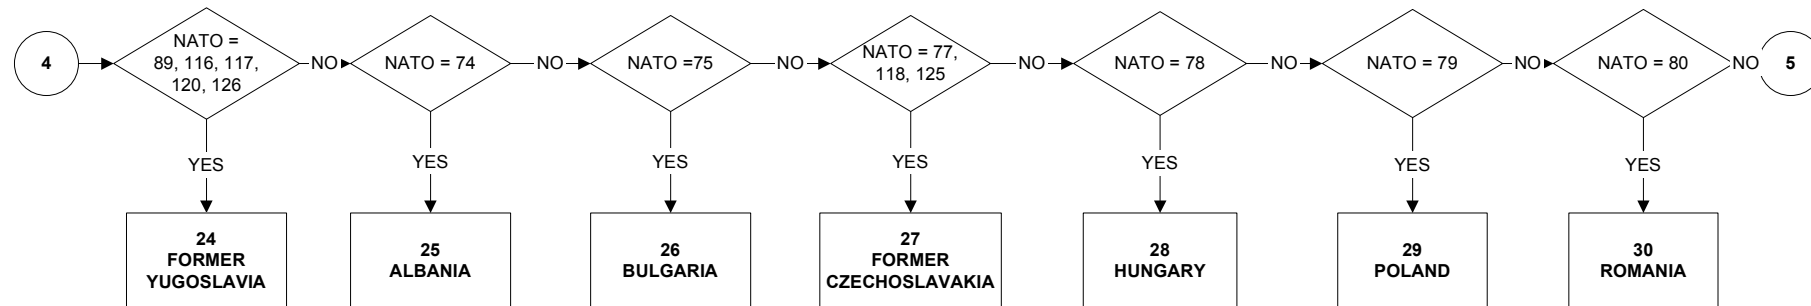 4
NATO =
89, 116, 117,
120, 126
NO
NATO = 74
NO
NATO =75
NO
NATO = 77,
118, 125
NO
NATO = 78
NO
NATO = 79
NO
NATO = 80
NO
5
YES
YES
YES
YES
YES
YES
YES
24
FORMER
YUGOSLAVIA
25
ALBANIA
26
BULGARIA
27
FORMER
CZECHOSLAVAKIA
28
HUNGARY
29
POLAND
30
ROMANIA